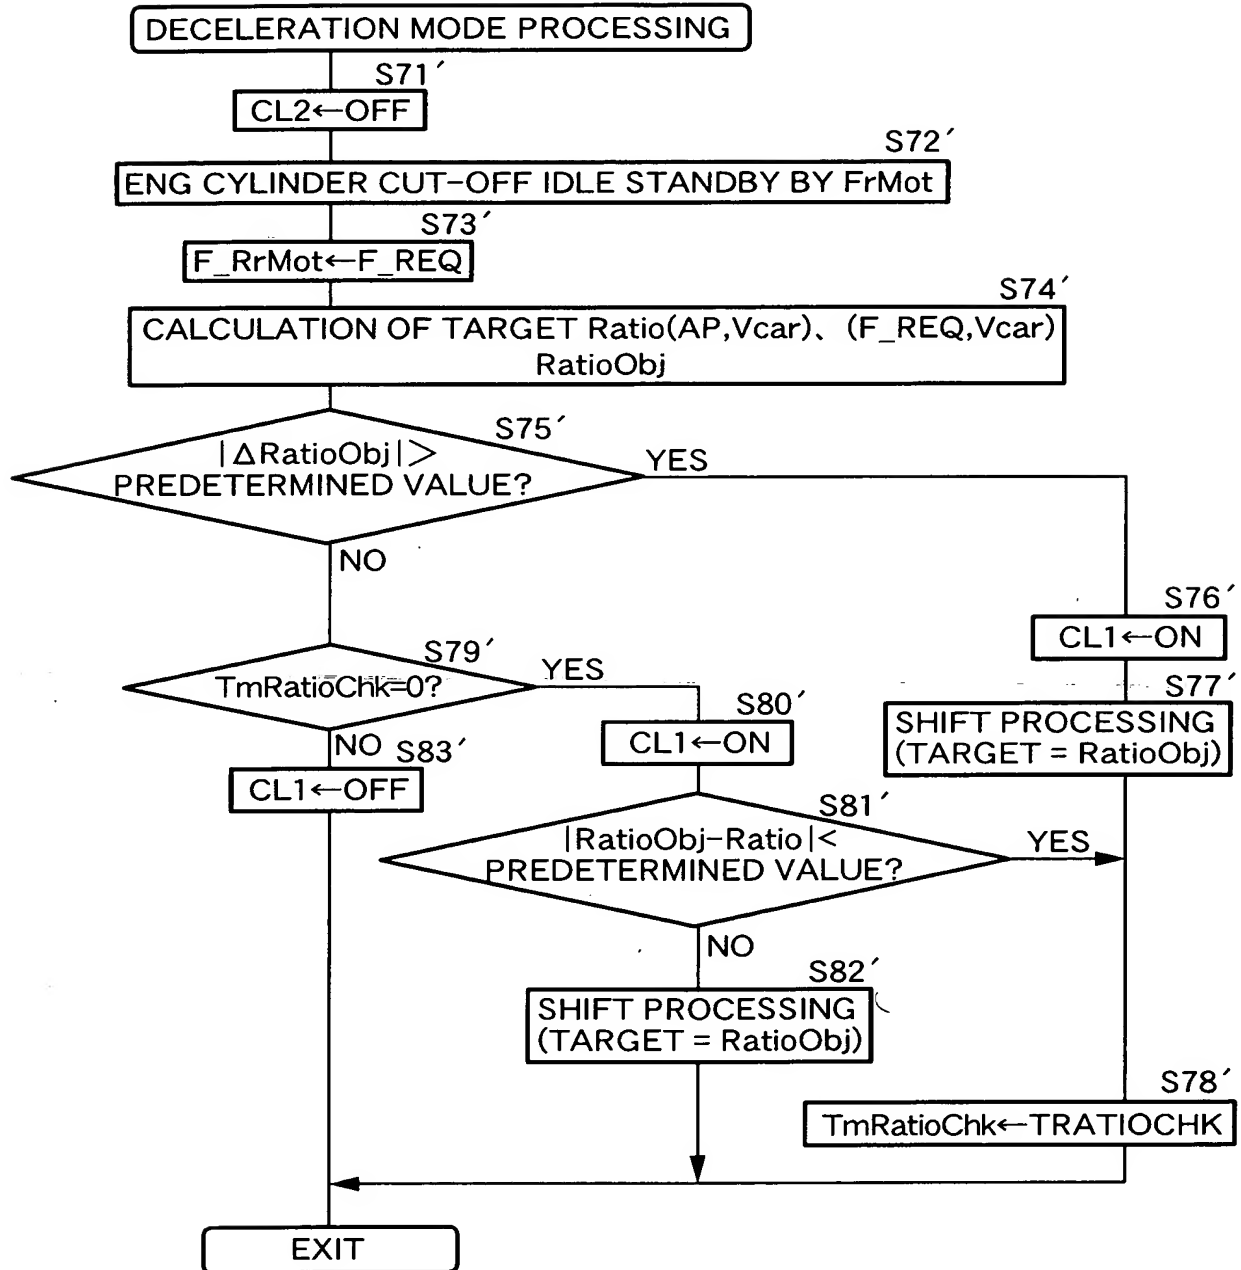 DECELERATION MODE PROCESSING
S71′
CL2←OFF
S72′
ENG CYLINDER CUT-OFF IDLE STANDBY BY FrMot
S73′
F_RrMot←F_REQ
S74′
CALCULATION OF TARGET Ratio(AP,Vcar)、(F_REQ,Vcar)
RatioObj
S75′
|ΔRatioObj|>
PREDETERMINED VALUE?
YES
NO
S76′
CL1←ON
S77′
SHIFT PROCESSING
(TARGET = RatioObj)
S79′
TmRatioChk=0?
YES
NO
S80′
CL1←ON
S83′
CL1←OFF
S81′
|RatioObj-Ratio|<
PREDETERMINED VALUE?
YES
NO
S82′
SHIFT PROCESSING
(TARGET = RatioObj)
S78′
TmRatioChk←TRATIOCHK
EXIT